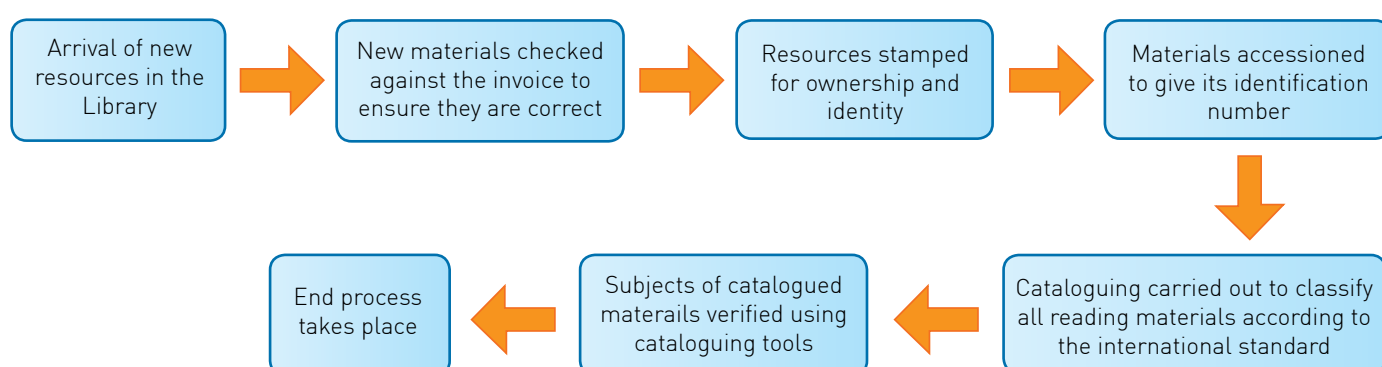 Arrival of new
resources in the
Library
New materials checked
against the invoice to
ensure they are correct
Resources stamped
for ownership and
identity
Materials accessioned
to give its identification
number
Cataloguing carried out to classify
all reading materials according to
the international standard
Subjects of catalogued
materails verified using
cataloguing tools
End process
takes place